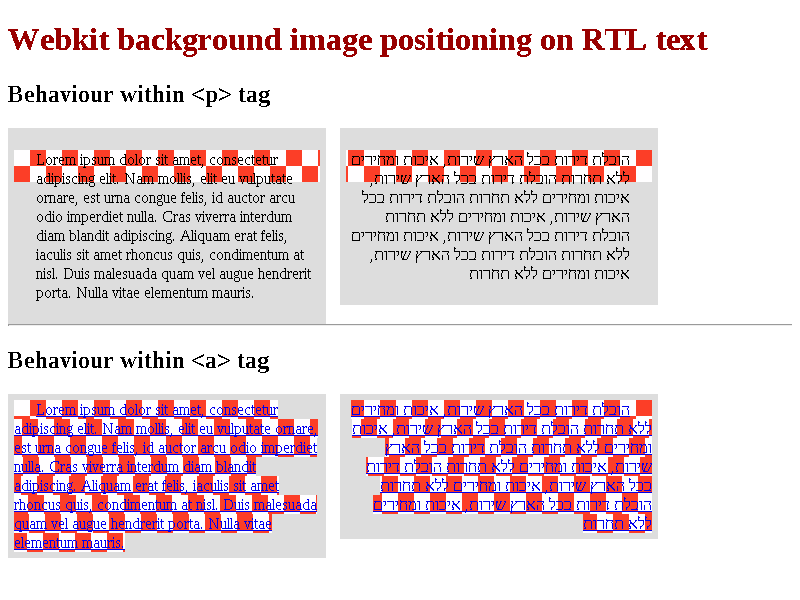 Webkit background image positioning on RTL text
Behaviour within <p> tag
Lorem ipsum dolor sit amet, consectetur
adipiscing elit. Nam mollis, elit eu vulputate
ornare, est urna congue felis, id auctor arcu
odio imperdiet nulla. Cras viverra interdum
diam blandit adipiscing. Aliquam erat felis,
iaculis sit amet rhoncus quis, condimentum at
nisl. Duis malesuada quam vel augue hendrerit
porta. Nulla vitae elementum mauris.
הובלת דירות בכל הארץ שירות, איכות ומחירים
ללא תחרות הובלת דירות בכל הארץ שירות,
איכות ומחירים ללא תחרות הובלת דירות בכל
הארץ שירות, איכות ומחירים ללא תחרות
הובלת דירות בכל הארץ שירות, איכות ומחירים
ללא תחרות הובלת דירות בכל הארץ שירות,
איכות ומחירים ללא תחרות
Behaviour within <a> tag
Lorem ipsum dolor sit amet, consectetur
adipiscing elit. Nam mollis, elit eu vulputate ornare,
est urna congue felis, id auctor arcu odio imperdiet
nulla. Cras viverra interdum diam blandit
adipiscing. Aliquam erat felis, iaculis sit amet
rhoncus quis, condimentum at nisl. Duis malesuada
quam vel augue hendrerit porta. Nulla vitae
elementum mauris.
הובלת דירות בכל הארץ שירות, איכות ומחירים
ללא תחרות הובלת דירות בכל הארץ שירות, איכות
ומחירים ללא תחרות הובלת דירות בכל הארץ
שירות, איכות ומחירים ללא תחרות הובלת דירות
בכל הארץ שירות, איכות ומחירים ללא תחרות
הובלת דירות בכל הארץ שירות, איכות ומחירים
ללא תחרות